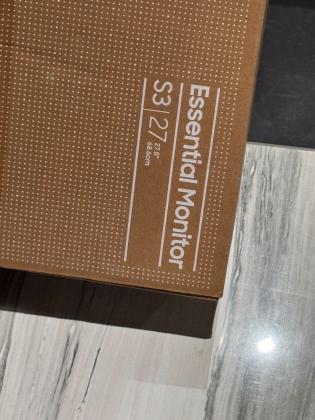 Essential Monitor
S3 | 27 27.0"
68.6cm